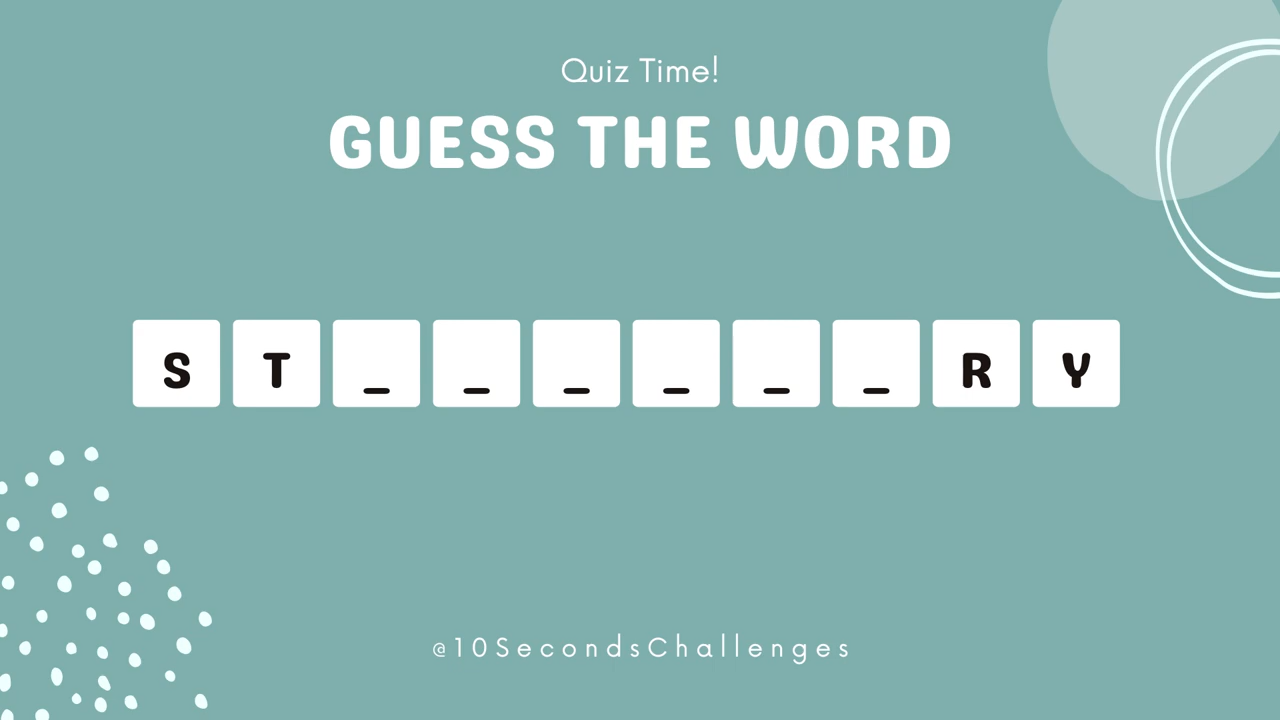 Quiz Time!
GUESS THE WORD
S T _ _ _ _ _ _ R Y
@10SecondsChallenges